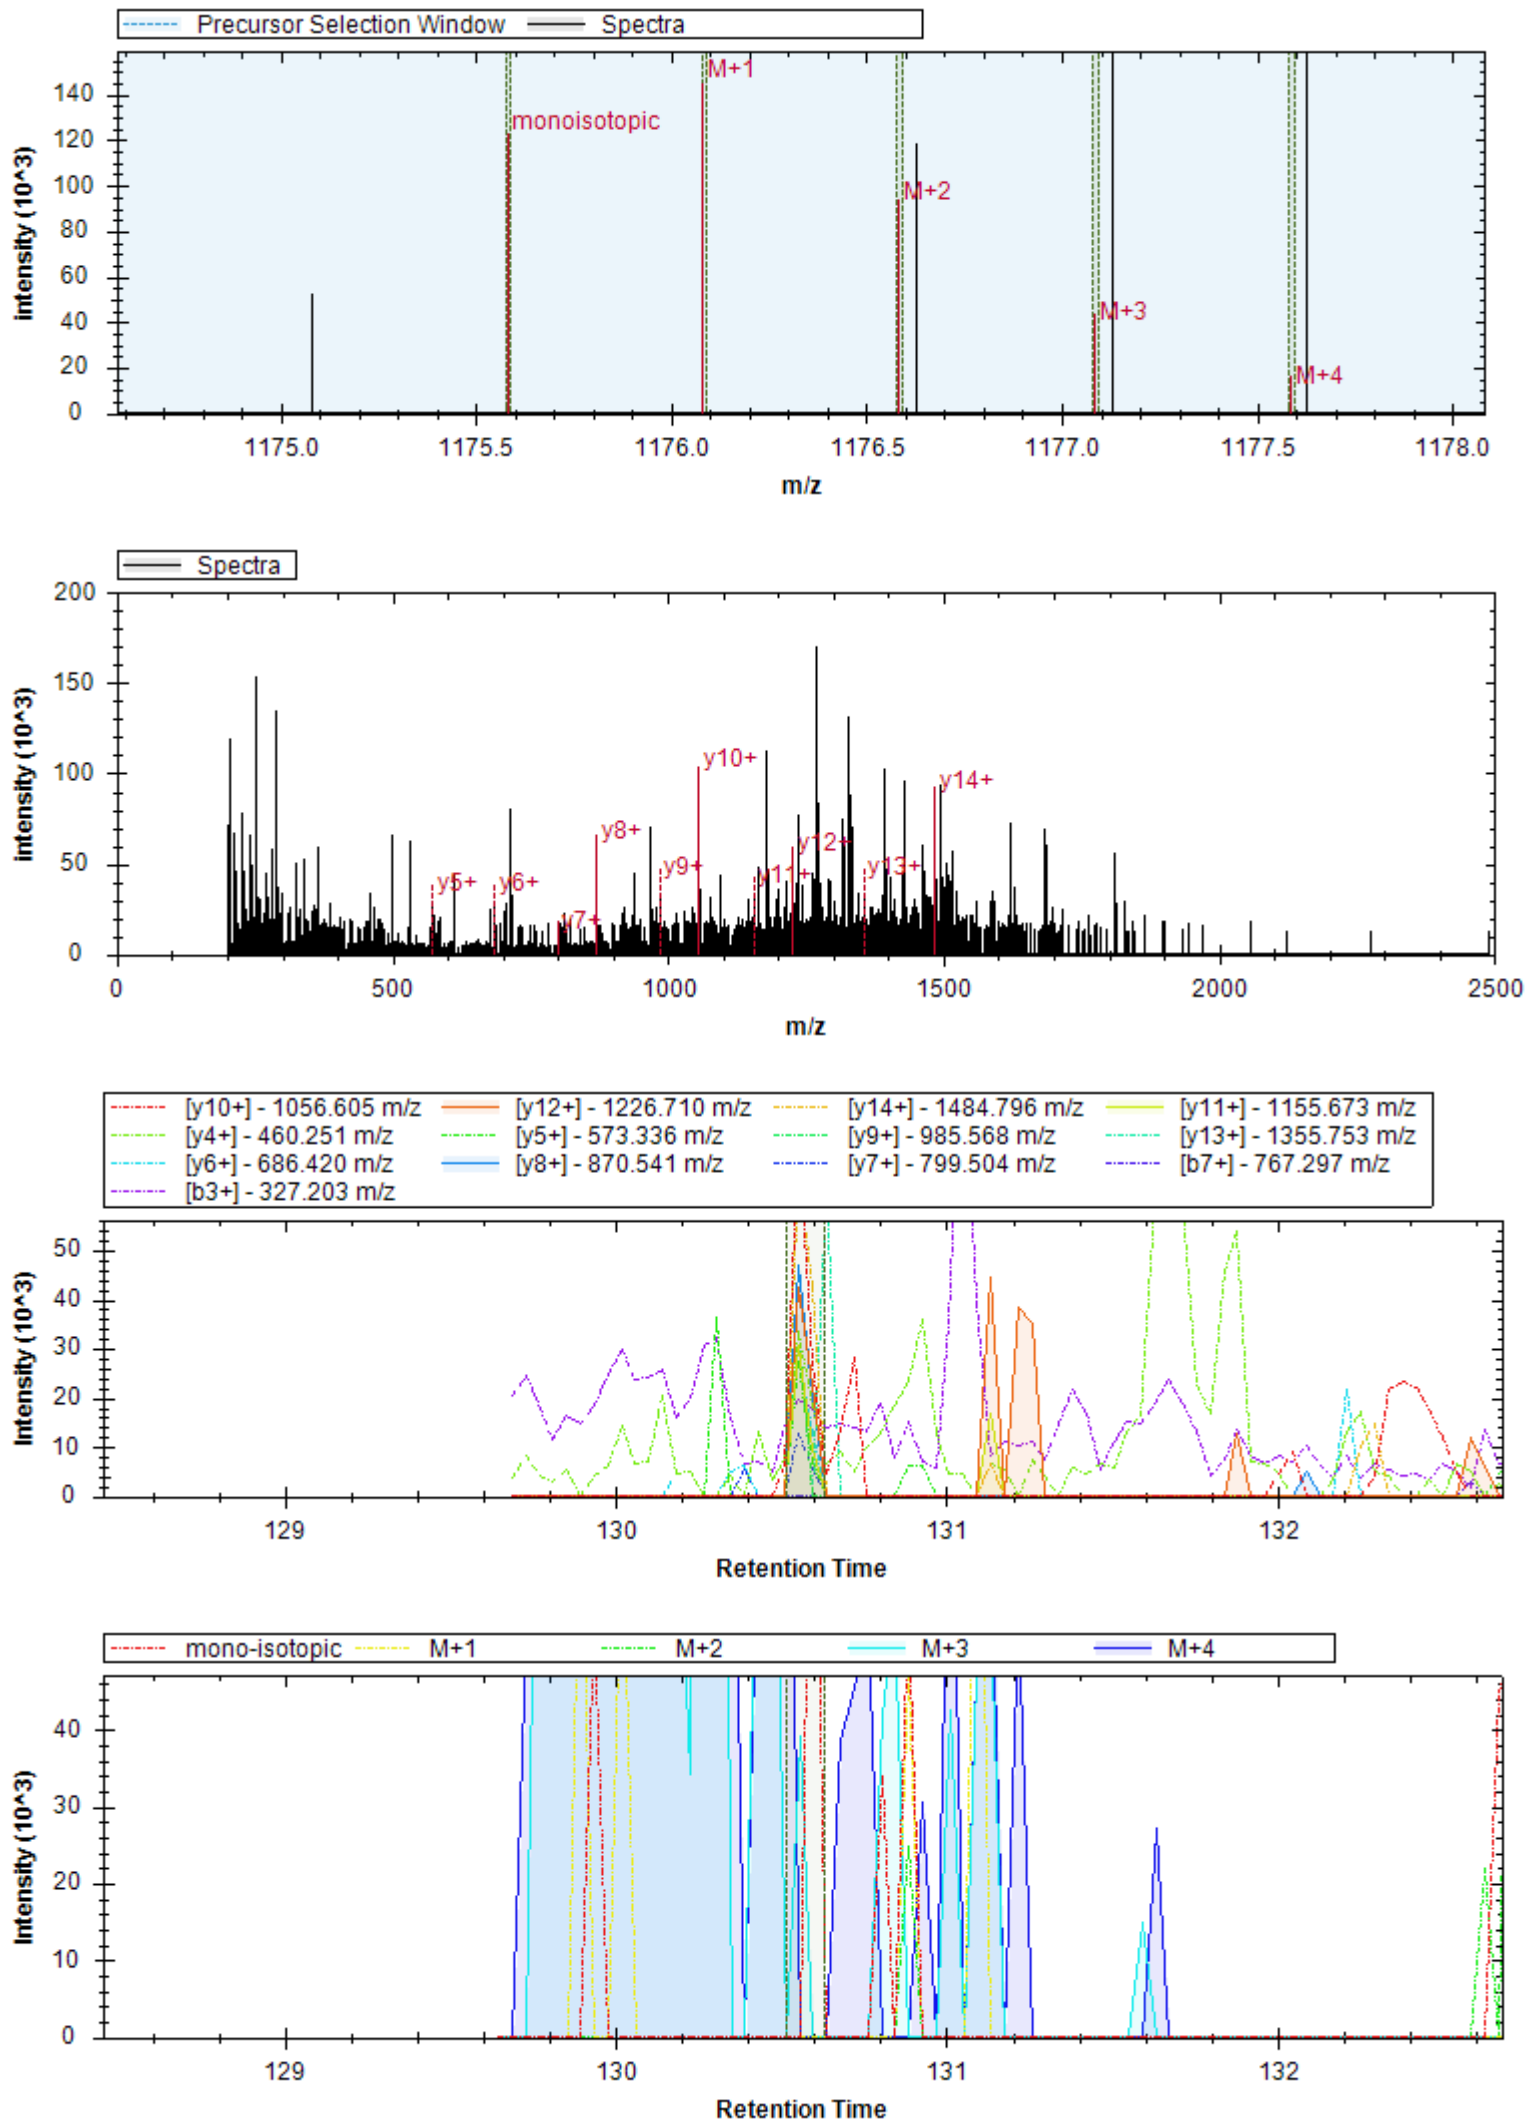 Precursor Selection Window Spectra
intensity (10^3)
140
120
100
80
60
40
20
0
monoisotopic
M+1
M+2
M+3
M+4
1175.0 1175.5 1176.0 1176.5 1177.0 1177.5 1178.0
m/z
Spectra
intensity (10^3)
200
150
100
50
0
y5+ y6+ y7+ y8+ y9+ y10+ y11+ y12+ y13+ y14+
0 500 1000 1500 2000 2500
m/z
[y10+] - 1056.605 m/z [y12+] - 1226.710 m/z [y14+] - 1484.796 m/z [y11+] - 1155.673 m/z
[y4+] - 460.251 m/z [y5+] - 573.336 m/z [y9+] - 985.568 m/z [y13+] - 1355.753 m/z
[y6+] - 686.420 m/z [y8+] - 870.541 m/z [y7+] - 799.504 m/z [b7+] - 767.297 m/z
[b3+] - 327.203 m/z
Intensity (10^3)
50
40
30
20
10
0
129 130 131 132
Retention Time
mono-isotopic M+1 M+2 M+3 M+4
Intensity (10^3)
40
30
20
10
0
129 130 131 132
Retention Time